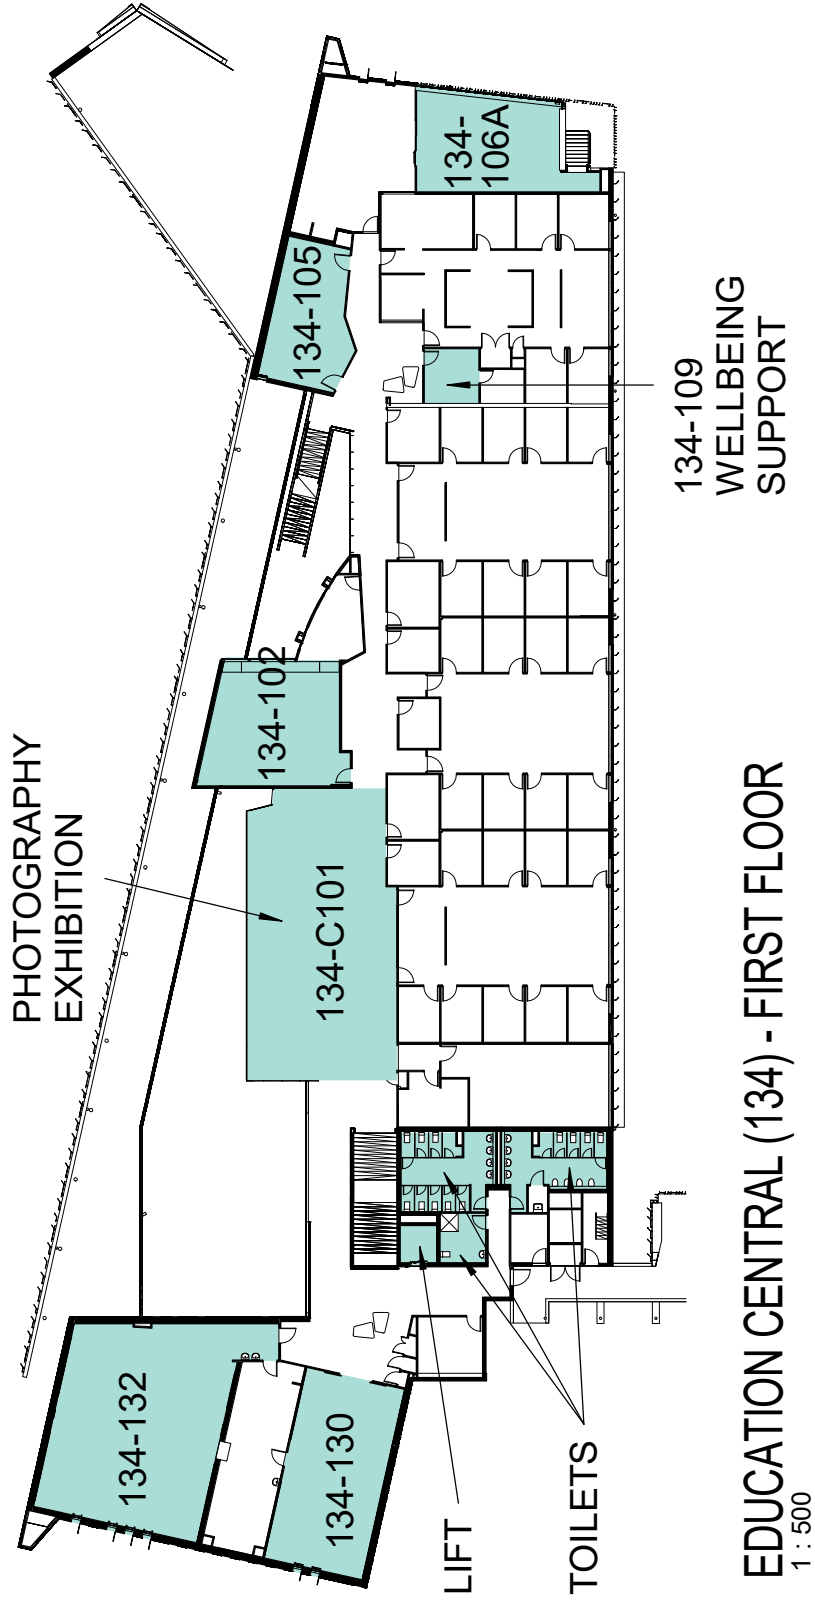 PHOTOGRAPHY
EXHIBITION
134-132
134-130
134-C101
134-102
134-105
134-
106A
134-109
WELLBEING
SUPPORT
LIFT
TOILETS
EDUCATION CENTRAL (134) - FIRST FLOOR
1 : 500